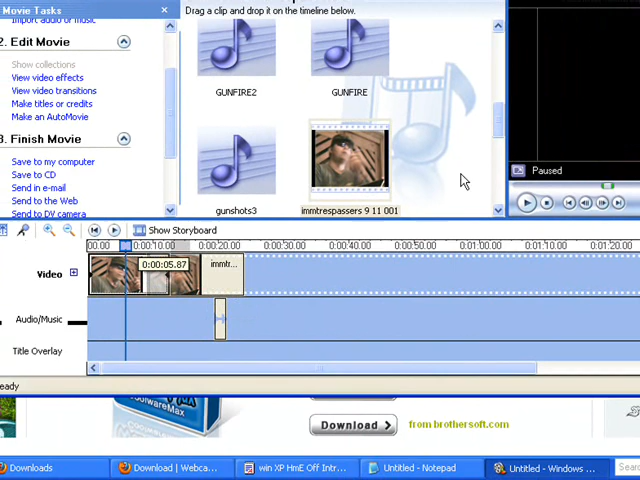 Movie Tasks
Import audio or music
2. Edit Movie
Show collections
View video effects
View video transitions
Make titles or credits
Make an AutoMovie
3. Finish Movie
Save to my computer
Save to CD
Send in e-mail
Send to the Web
Send to DV camera
Drag a clip and drop it on the timeline below.
GUNFIRE2
GUNFIRE
gunshots3
immtrespassers 9 11 001
Paused
Show Storyboard
00.00
0:00:10.00
0:00:20.00
0:00:30.00
0:00:40.00
0:00:50.00
0:01:00.00
0:01:10.00
0:01:20.00
Video
0:00:05.87
immtr...
Audio/Music
Title Overlay
eady
CoolwareMax
Download
from brothersoft.com
Downloads
Download | Webca...
win XP HmE Off Intr...
Untitled - Notepad
Untitled - Windows ...
Searc